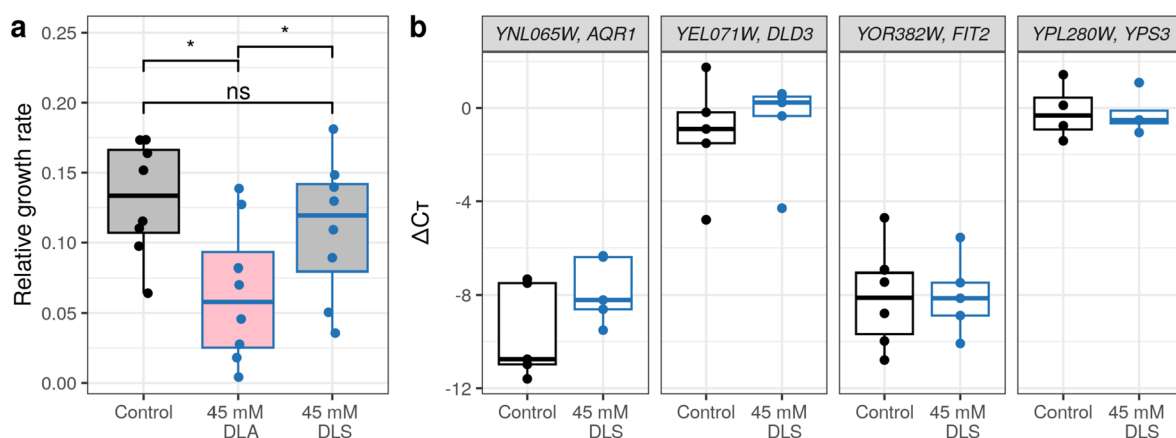 a
Relative growth rate
0.25
0.20
0.15
0.10
0.05
0.00
*
*
ns
Control
45 mM
DLA
45 mM
DLS
b
ΔCт
0
-4
-8
-12
YNL065W, AQR1
YEL071W, DLD3
YOR382W, FIT2
YPL280W, YPS3
Control
45 mM
DLS
Control
45 mM
DLS
Control
45 mM
DLS
Control
45 mM
DLS